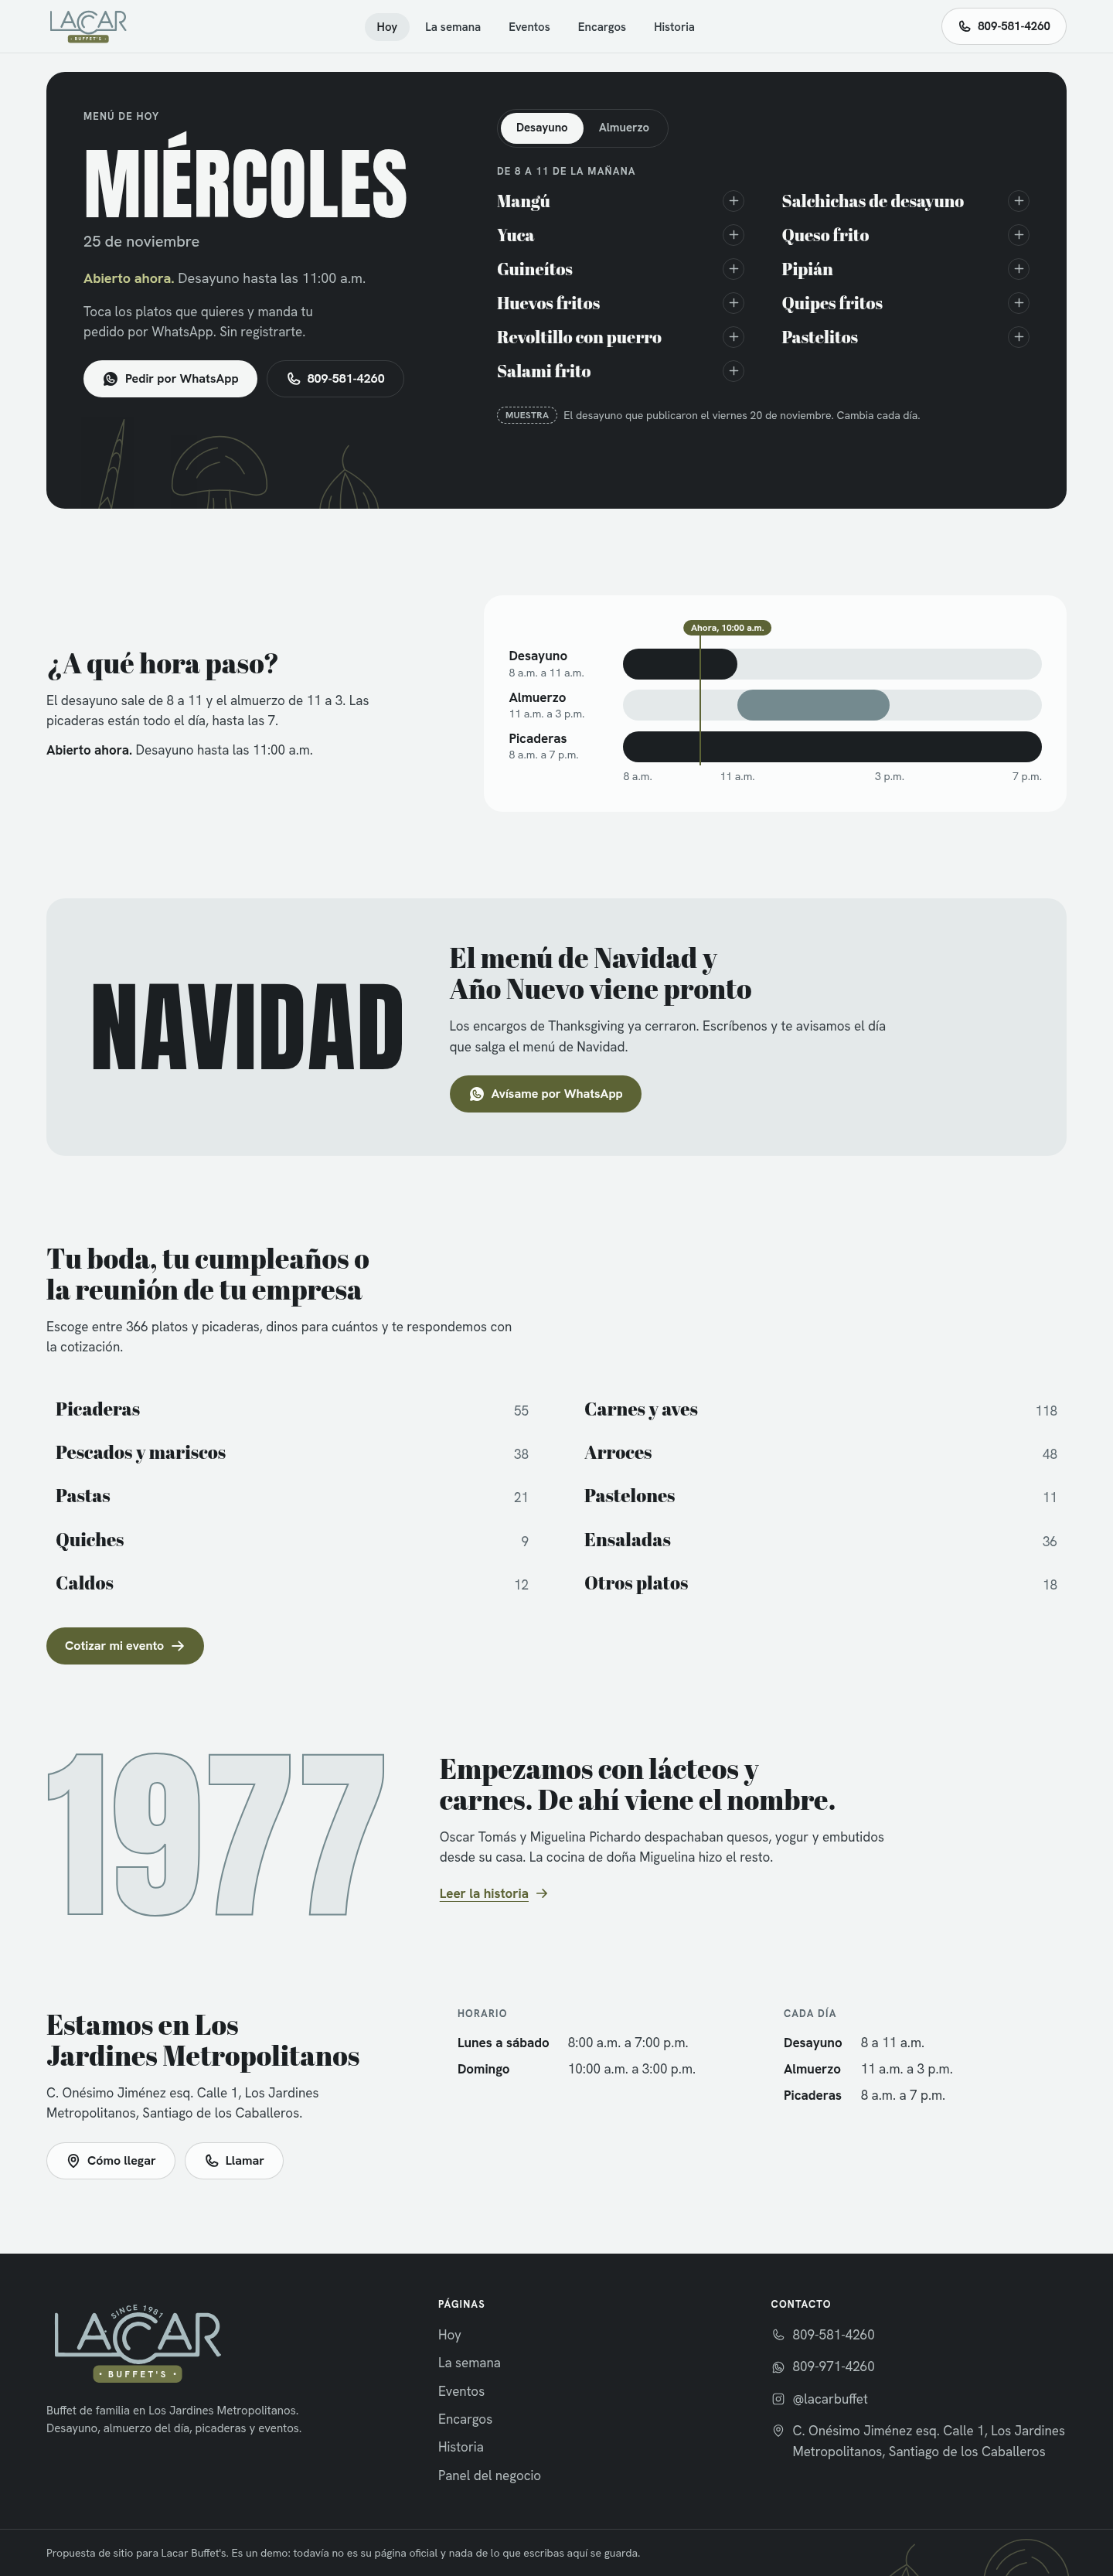 LACAR
• BUFFET'S •
Hoy
La semana
Eventos
Encargos
Historia
809-581-4260
MENÚ DE HOY
MIÉRCOLES
25 de noviembre
Abierto ahora. Desayuno hasta las 11:00 a.m.
Toca los platos que quieres y manda tu
pedido por WhatsApp. Sin registrarte.
Pedir por WhatsApp
809-581-4260
Desayuno
Almuerzo
DE 8 A 11 DE LA MAÑANA
Mangú
Yuca
Guineítos
Huevos fritos
Revoltillo con puerro
Salami frito
Salchichas de desayuno
Queso frito
Pipián
Quipes fritos
Pastelitos
MUESTRA
El desayuno que publicaron el viernes 20 de noviembre. Cambia cada día.
¿A qué hora paso?
El desayuno sale de 8 a 11 y el almuerzo de 11 a 3. Las
picaderas están todo el día, hasta las 7.
Abierto ahora. Desayuno hasta las 11:00 a.m.
Ahora, 10:00 a.m.
Desayuno
8 a.m. a 11 a.m.
Almuerzo
11 a.m. a 3 p.m.
Picaderas
8 a.m. a 7 p.m.
8 a.m.
11 a.m.
3 p.m.
7 p.m.
NAVIDAD
El menú de Navidad y
Año Nuevo viene pronto
Los encargos de Thanksgiving ya cerraron. Escríbenos y te avisamos el día
que salga el menú de Navidad.
Avísame por WhatsApp
Tu boda, tu cumpleaños o
la reunión de tu empresa
Escoge entre 366 platos y picaderas, dinos para cuántos y te respondemos con
la cotización.
Picaderas 55
Carnes y aves 118
Pescados y mariscos 38
Arroces 48
Pastas 21
Pastelones 11
Quiches 9
Ensaladas 36
Caldos 12
Otros platos 18
Cotizar mi evento
1977
Empezamos con lácteos y
carnes. De ahí viene el nombre.
Oscar Tomás y Miguelina Pichardo despachaban quesos, yogur y embutidos
desde su casa. La cocina de doña Miguelina hizo el resto.
Leer la historia
Estamos en Los
Jardines Metropolitanos
C. Onésimo Jiménez esq. Calle 1, Los Jardines
Metropolitanos, Santiago de los Caballeros.
Cómo llegar
Llamar
HORARIO
Lunes a sábado 8:00 a.m. a 7:00 p.m.
Domingo 10:00 a.m. a 3:00 p.m.
CADA DÍA
Desayuno 8 a 11 a.m.
Almuerzo 11 a.m. a 3 p.m.
Picaderas 8 a.m. a 7 p.m.
SINCE 1981
LACAR
• BUFFET'S •
Buffet de familia en Los Jardines Metropolitanos.
Desayuno, almuerzo del día, picaderas y eventos.
PÁGINAS
Hoy
La semana
Eventos
Encargos
Historia
Panel del negocio
CONTACTO
809-581-4260
809-971-4260
@lacarbuffet
C. Onésimo Jiménez esq. Calle 1, Los Jardines
Metropolitanos, Santiago de los Caballeros
Propuesta de sitio para Lacar Buffet's. Es un demo: todavía no es su página oficial y nada de lo que escribas aquí se guarda.